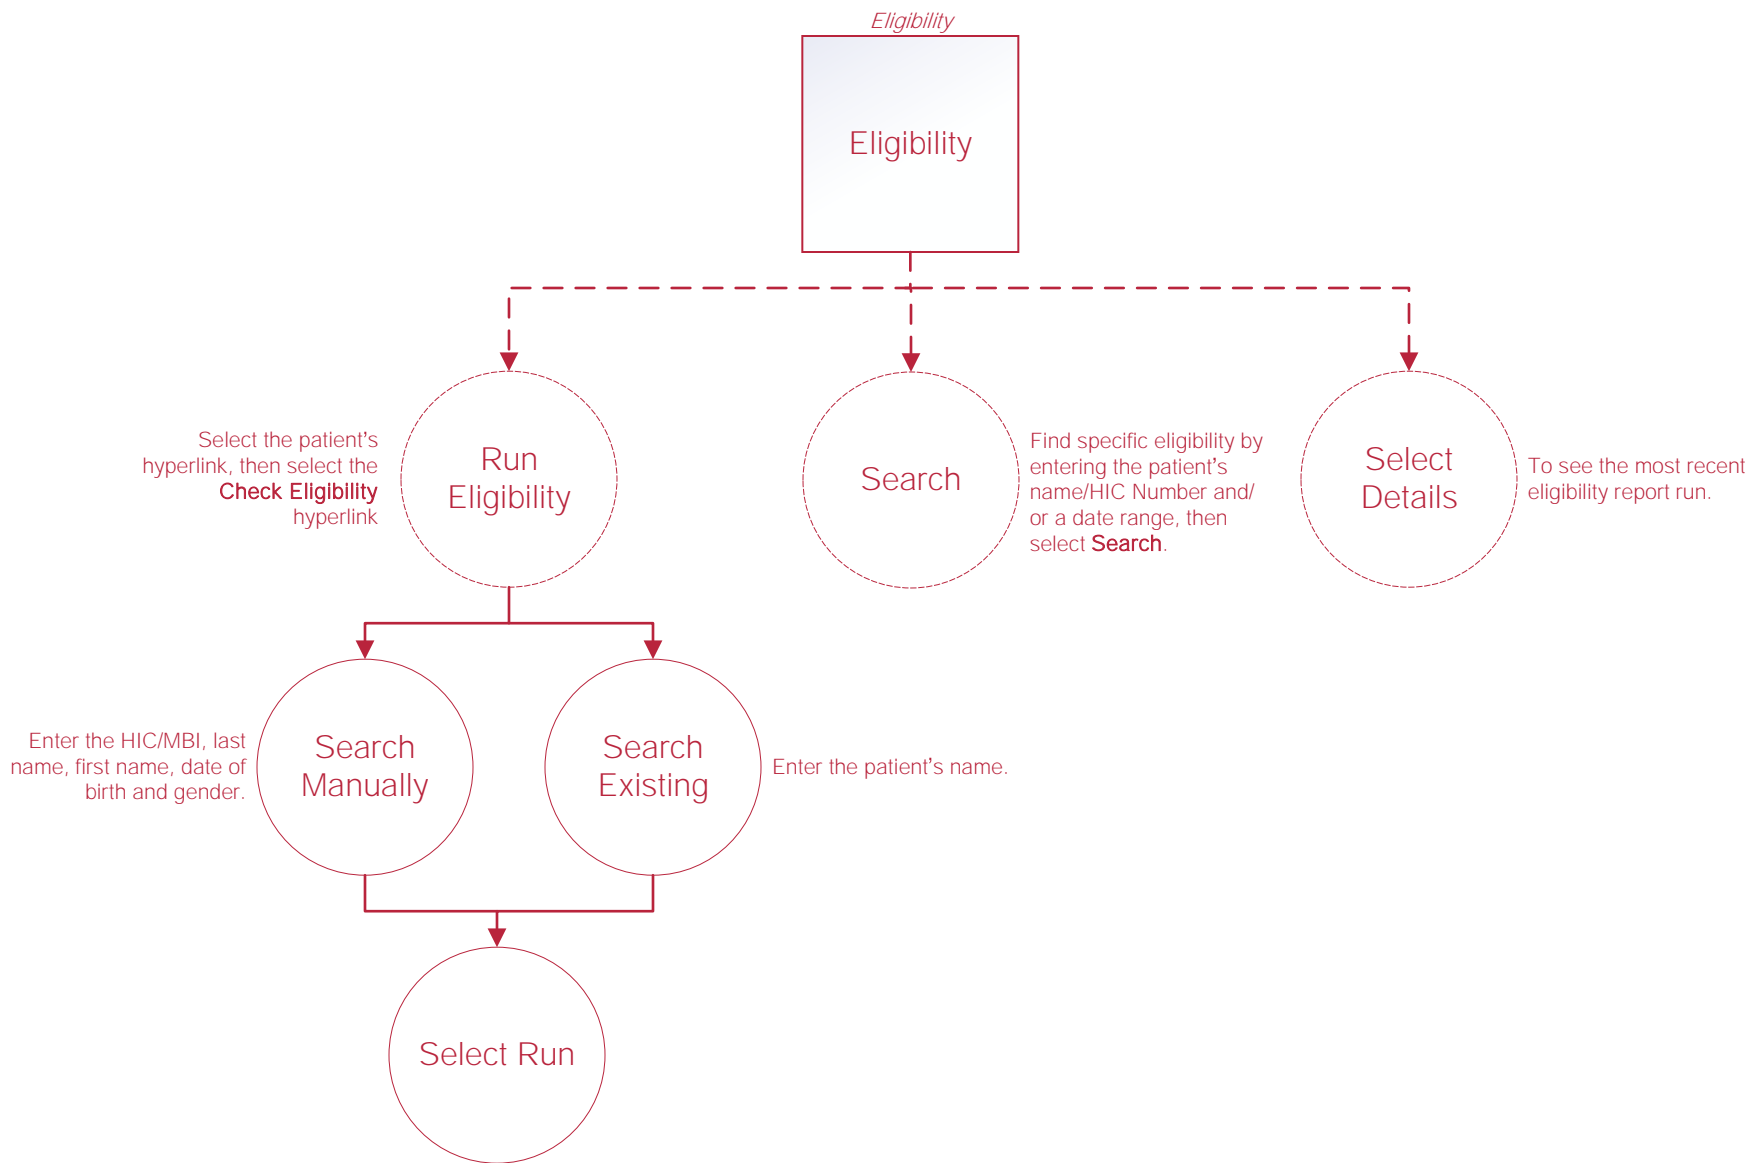 Eligibility
Eligibility
Select the patient's
hyperlink, then select the
Check Eligibility
hyperlink
Run
Eligibility
Search
Find specific eligibility by
entering the patient's
name/HIC Number and/
or a date range, then
select Search.
Select
Details
To see the most recent
eligibility report run.
Enter the HIC/MBI, last
name, first name, date of
birth and gender.
Search
Manually
Search
Existing
Enter the patient's name.
Select Run